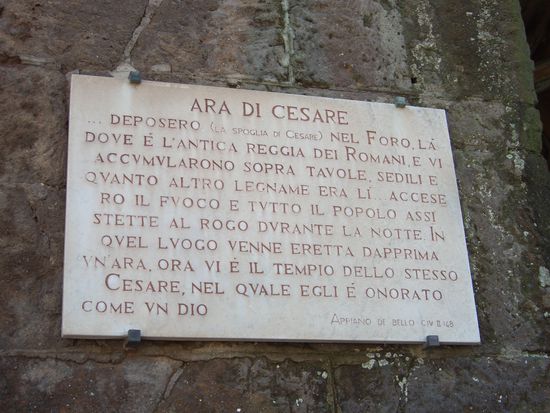 ARA DI CESARE
... DEPOSERO (LA SPOGLIA DI CESARE) NEL FORO, LÁ
DOVE É L'ANTICA REGGIA DEI ROMANI, E VI
ACCVMVLARONO SOPRA TAVOLE, SEDILI E
QVANTO ALTRO LEGNAME ERA LÍ... ACCESE
RO IL FVOCO E TVTTO IL POPOLO ASSI
STETTE AL ROGO DVRANTE LA NOTTE. IN
QVEL LVOGO VENNE ERETTA DAPPRIMA
VN'ARA, ORA VI É IL TEMPIO DELLO STESSO
CESARE, NEL QVALE EGLI É ONORATO
COME VN DIO
APPIANO DE BELLO CIV II 148